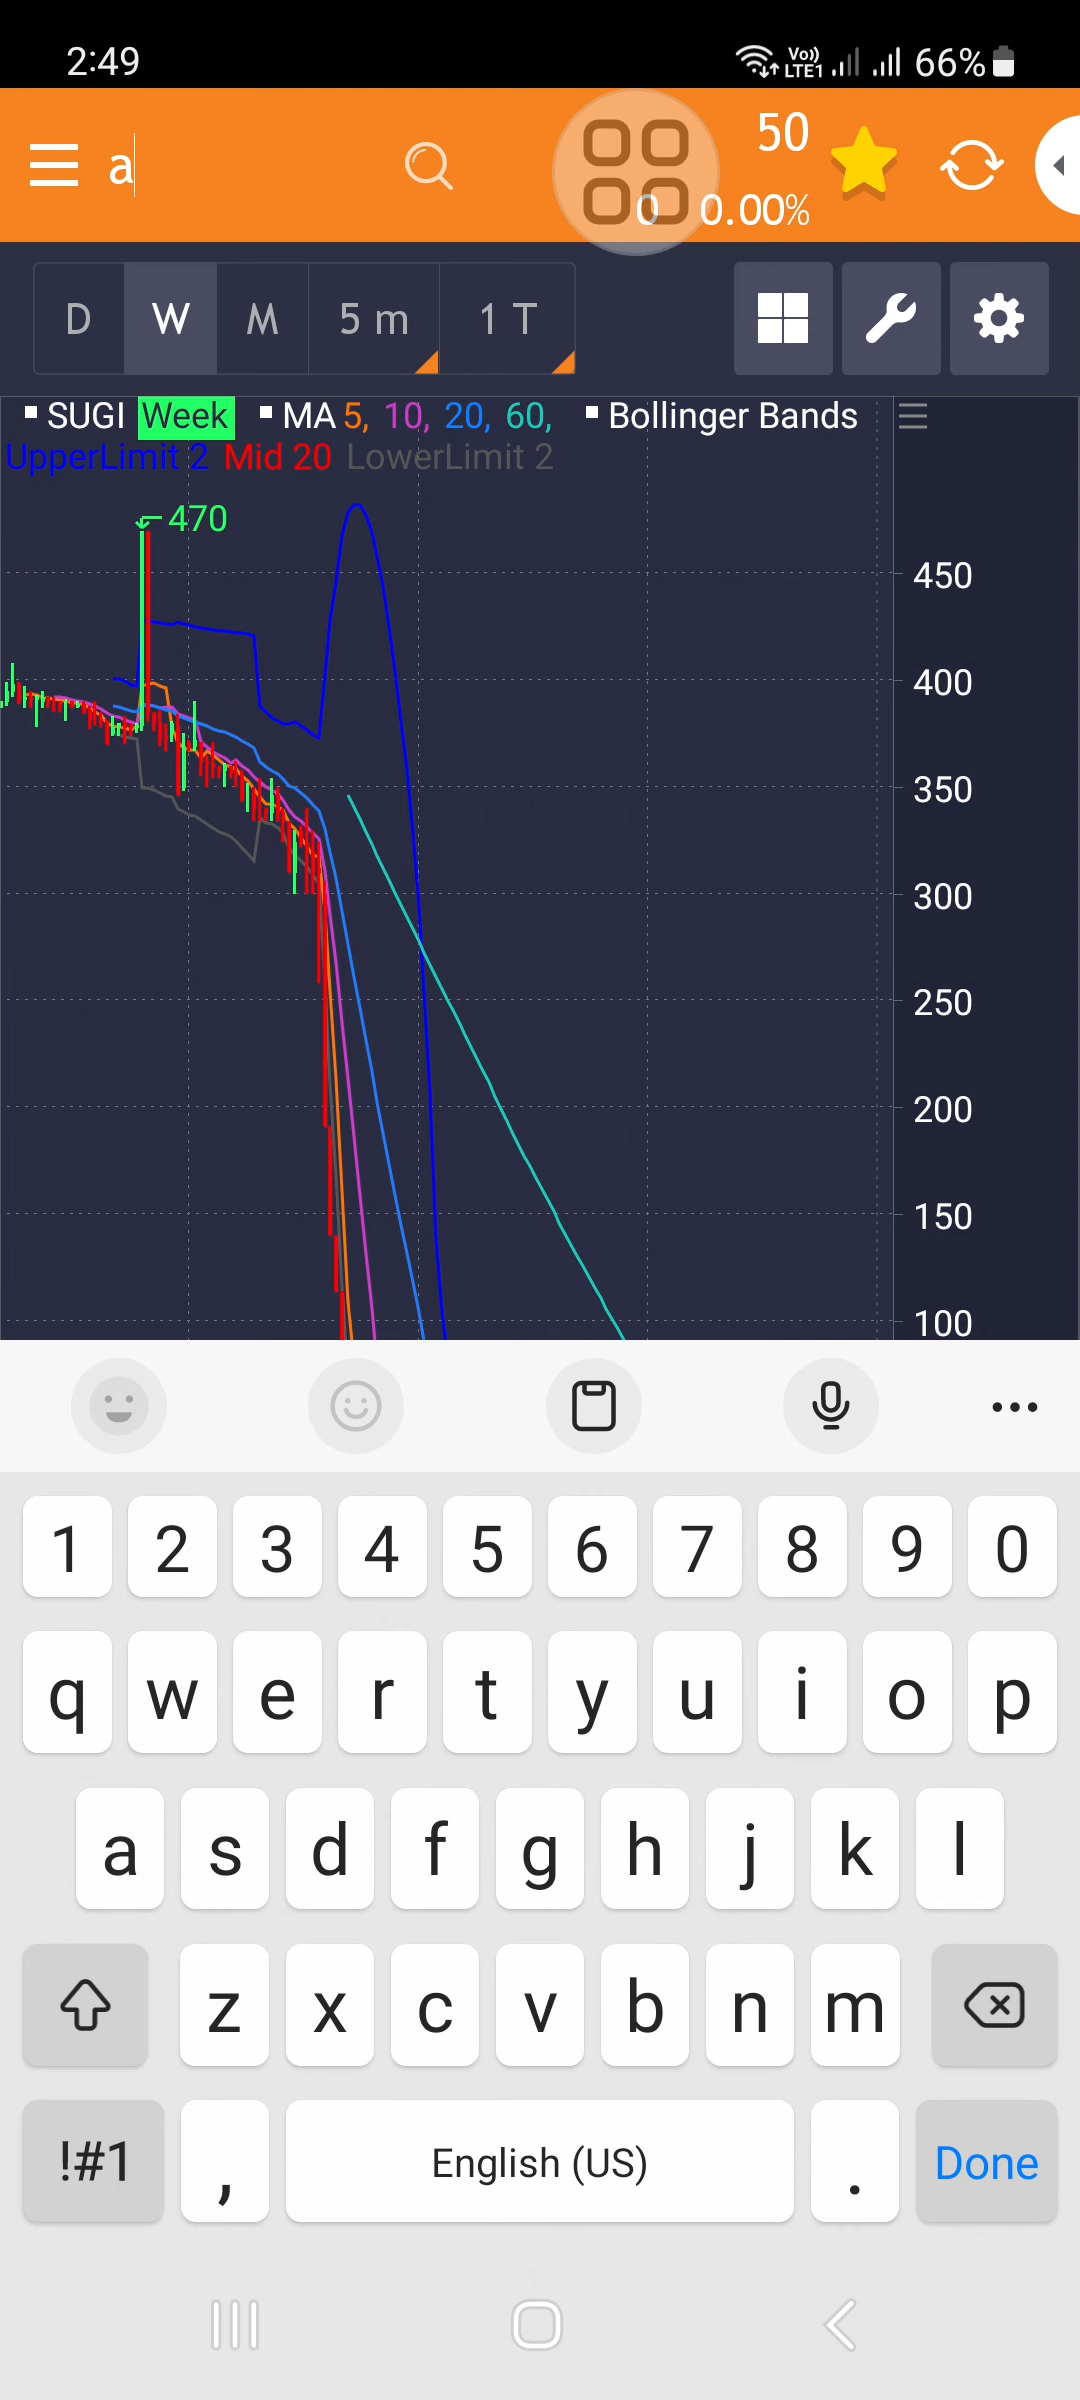 2:49 Vo)) LTE1 66%
a 50
0 0.00%
D W M 5 m 1 T
SUGI Week MA 5, 10, 20, 60, Bollinger Bands
UpperLimit 2 Mid 20 LowerLimit 2
470
450
400
350
300
250
200
150
100
1 2 3 4 5 6 7 8 9 0
q w e r t y u i o p
a s d f g h j k l
z x c v b n m
!#1 , English (US) . Done